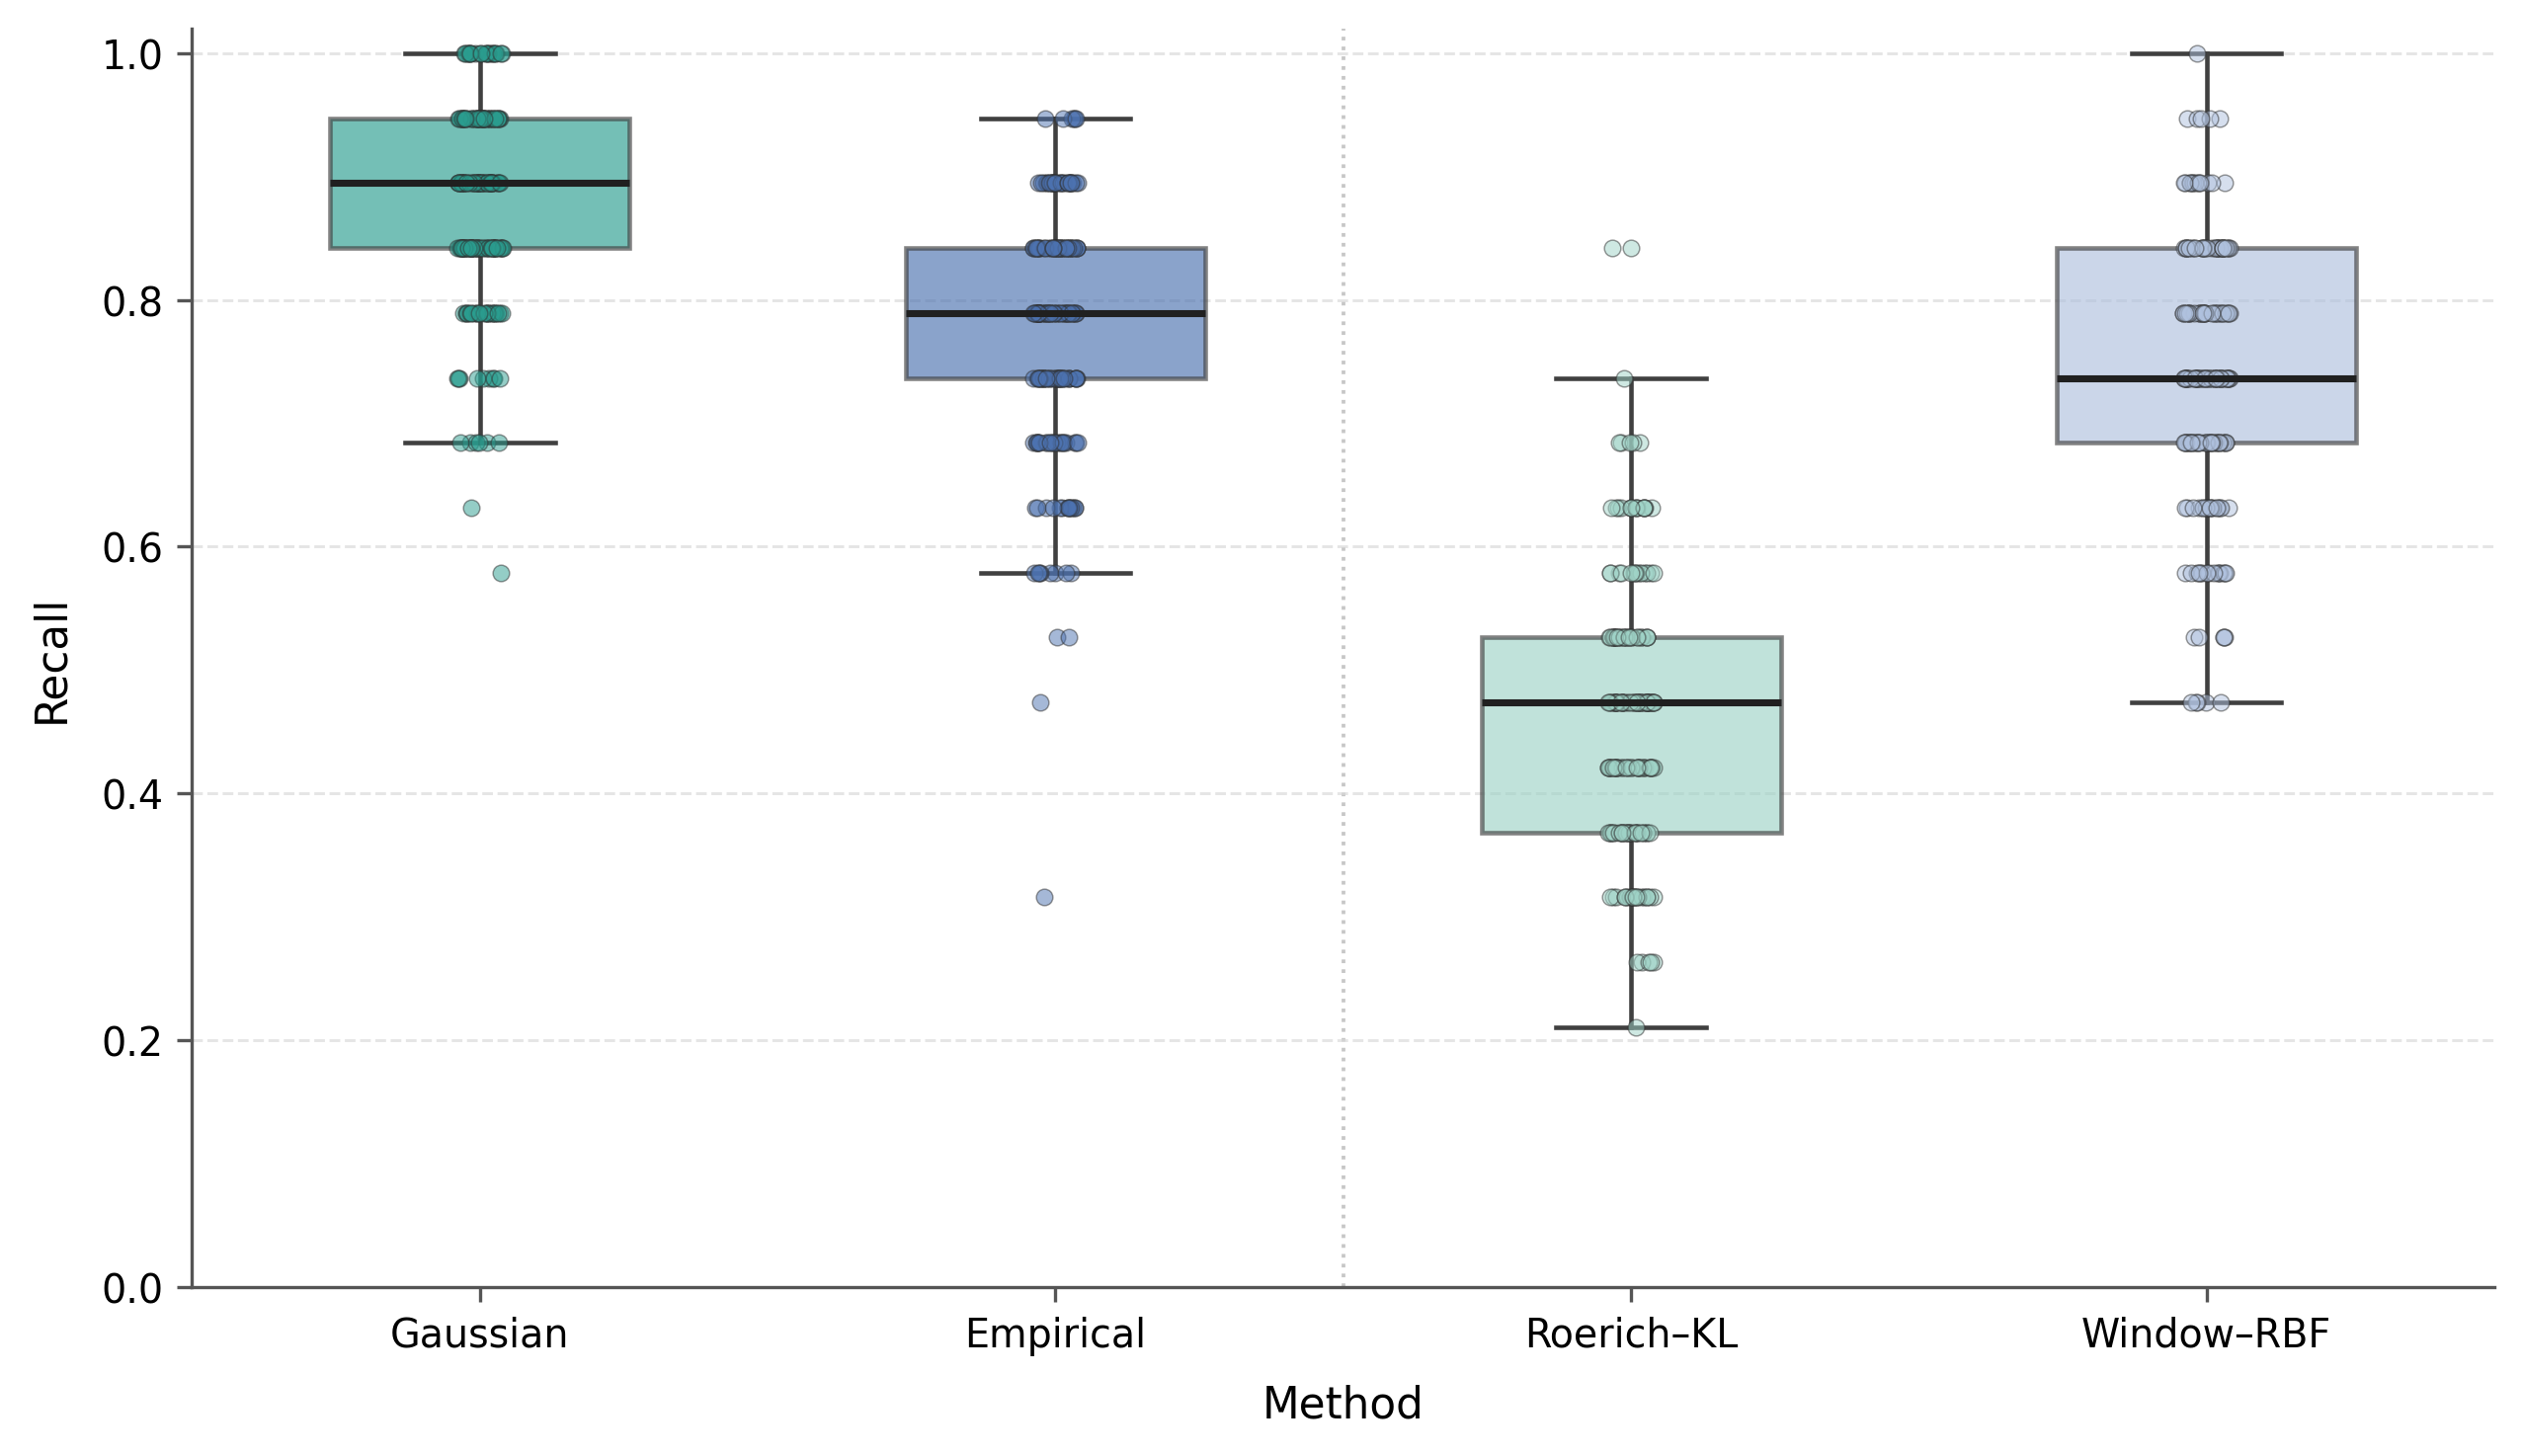 1.0
0.8
0.6
0.4
0.2
0.0
Recall
Gaussian
Empirical
Roerich–KL
Window–RBF
Method